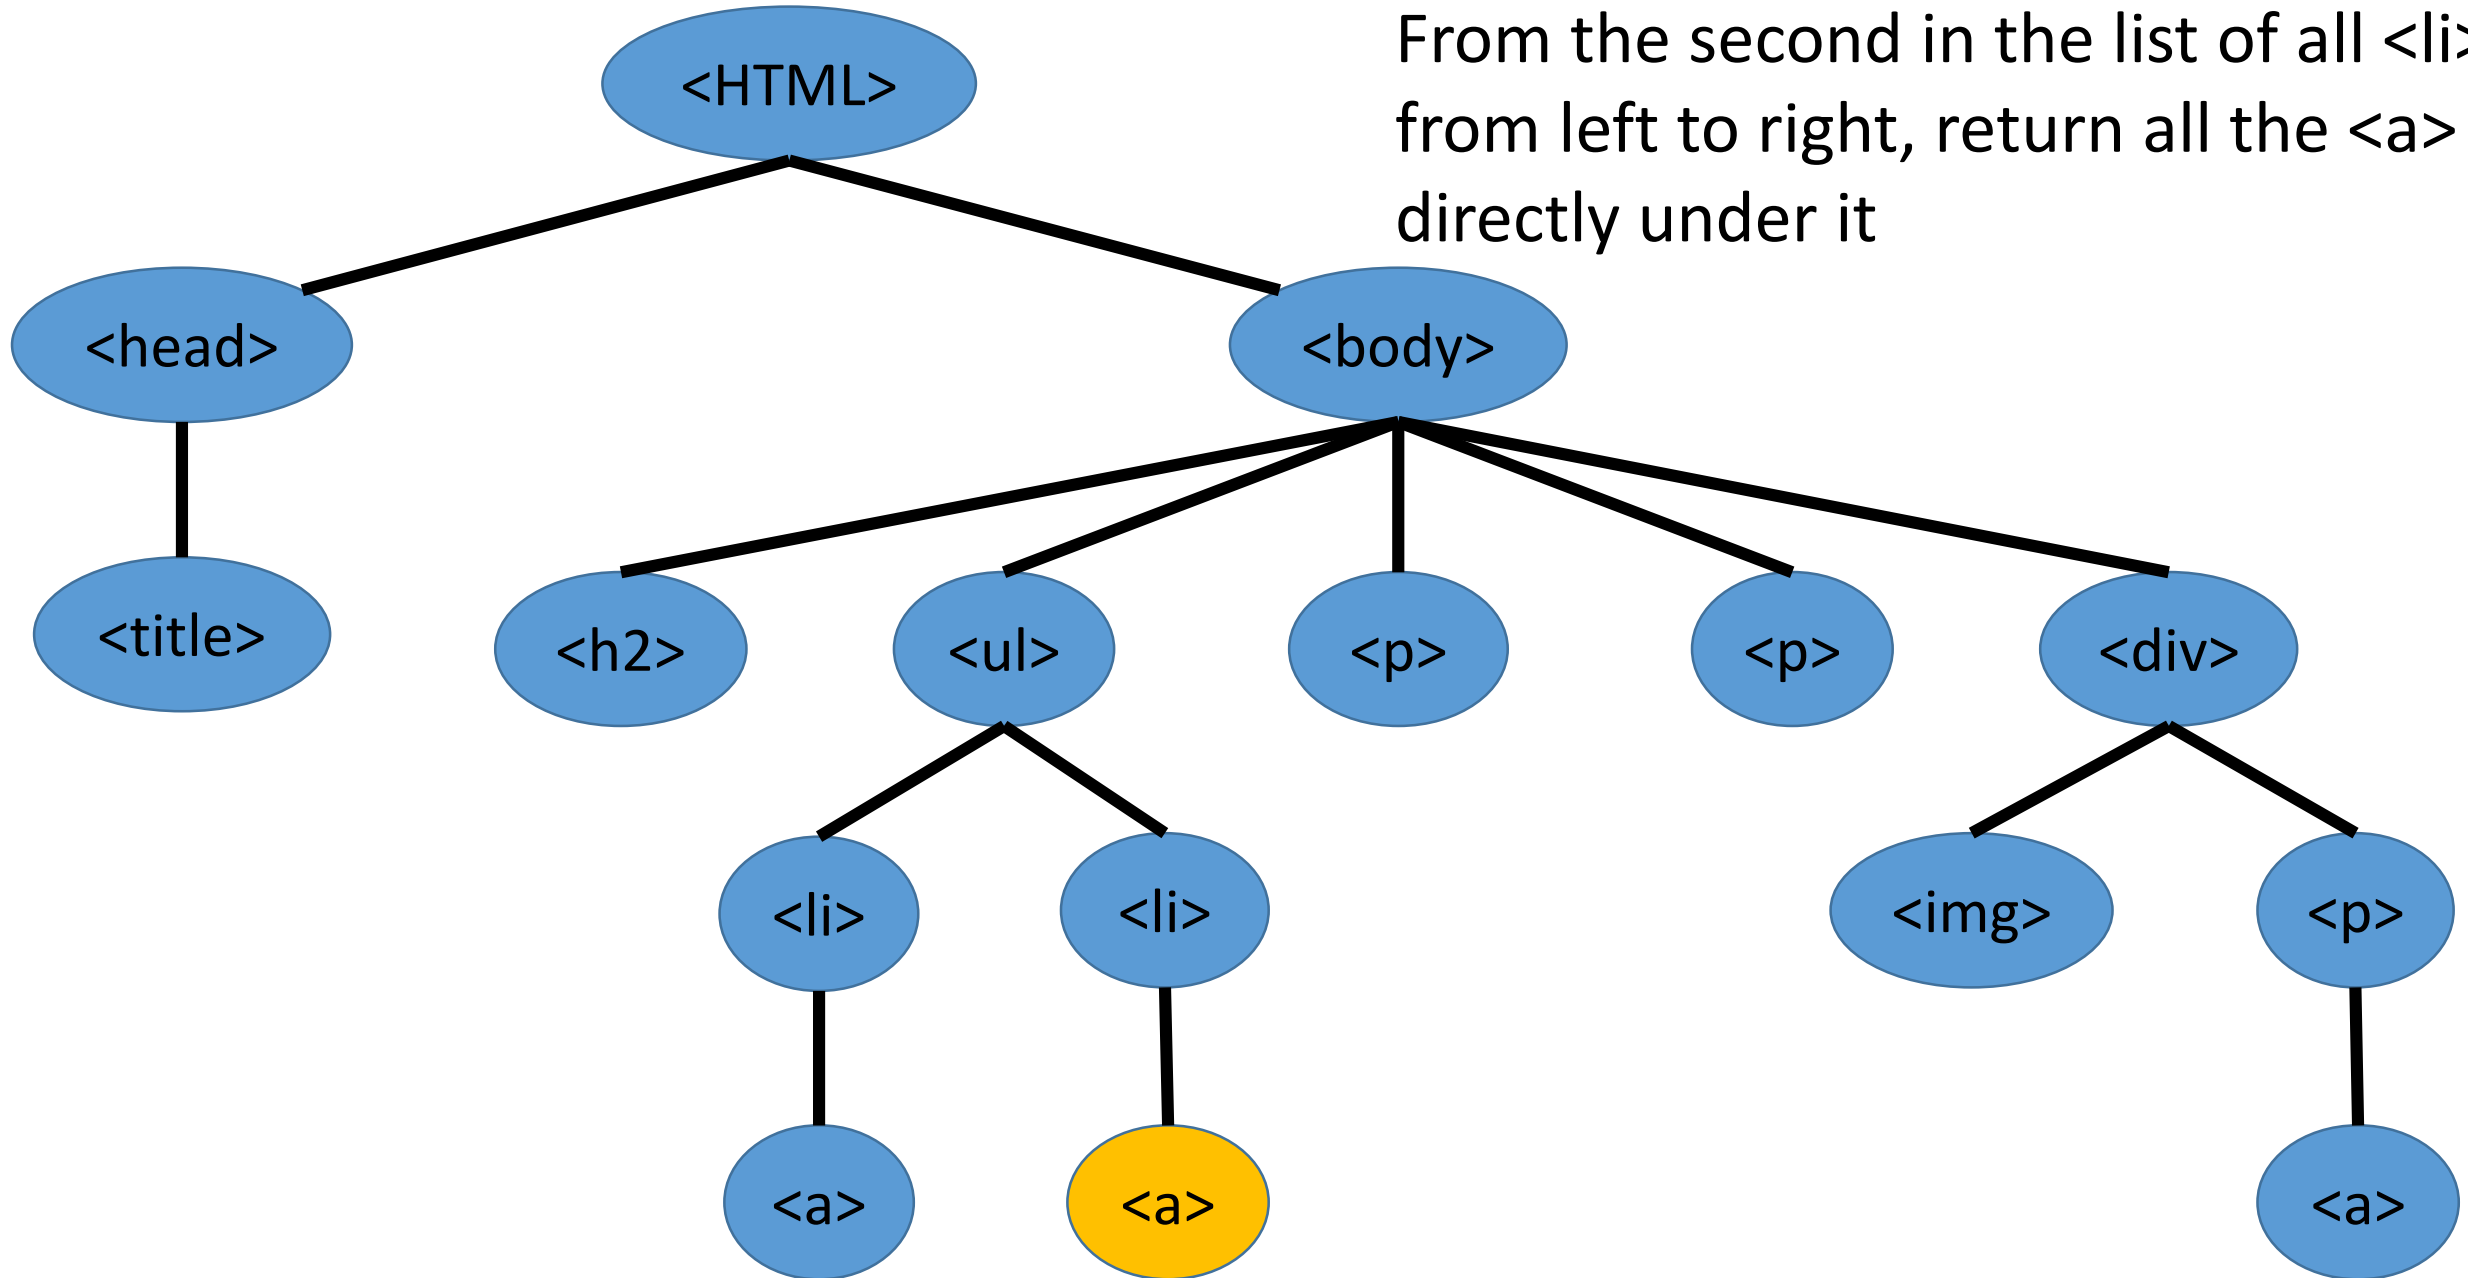 From the second in the list of all <li>
from left to right, return all the <a>
directly under it
<HTML>
<head>
<body>
<title>
<h2>
<ul>
<p>
<p>
<div>
<li>
<li>
<img>
<p>
<a>
<a>
<a>